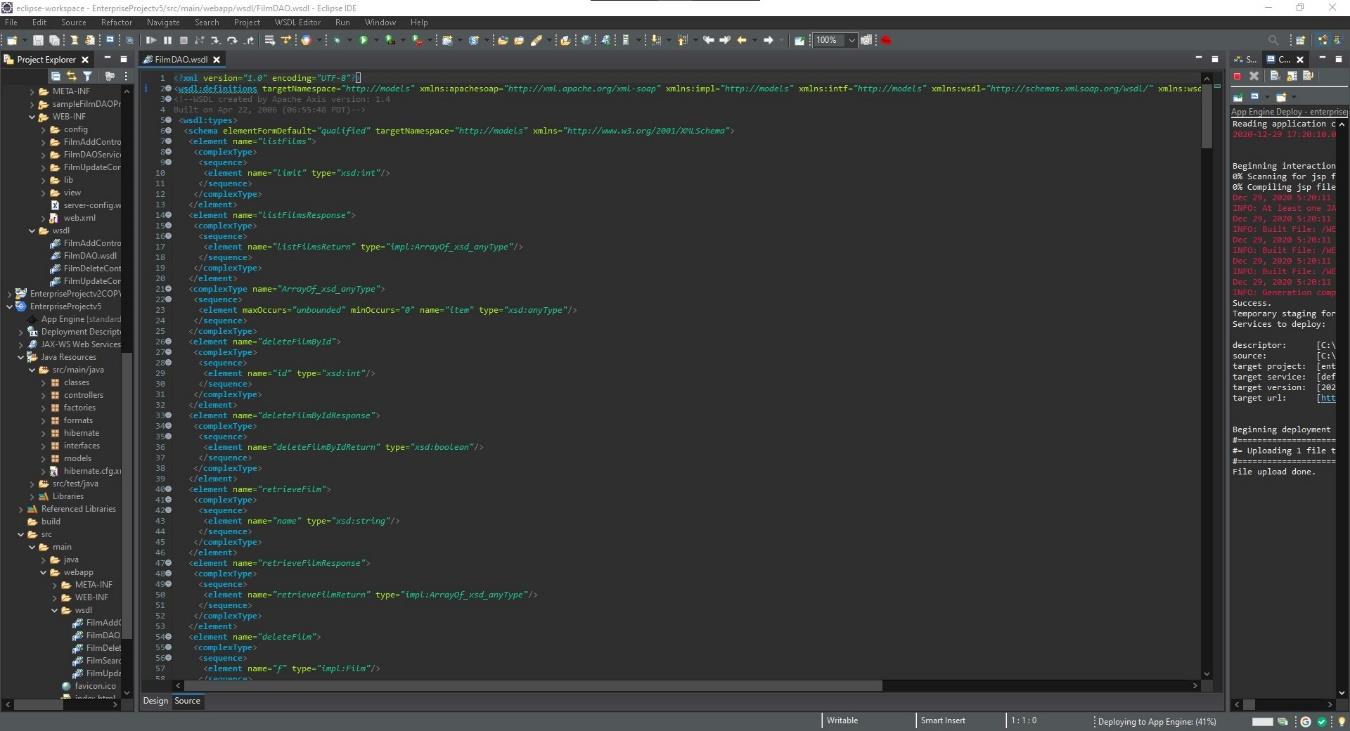 eclipse-workspace - EnterpriseProjectv5/src/main/webapp/wsdl/FilmDAO.wsdl - Eclipse IDE
File Edit Source Refactor Navigate Search Project WSDL Editor Run Window Help
100%
Project Explorer
META-INF
sampleFilmDAOPr
WEB-INF
config
FilmAddContro
FilmDAOService
FilmUpdateCor
lib
view
server-config.w
web.xml
wsdl
FilmAddContro
FilmDAO.wsdl
FilmDeleteCont
FilmUpdateCor
EnterpriseProjectv2COPY
EnterpriseProjectv5
App Engine [standard
Deployment Descript
JAX-WS Web Services
Java Resources
src/main/java
classes
controllers
factories
formats
hibernate
interfaces
models
hibernate.cfg.x
src/test/java
Libraries
Referenced Libraries
build
src
main
java
webapp
META-INF
WEB-INF
wsdl
FilmAddC
FilmDAO
FilmDelet
FilmSearc
FilmUpda
favicon.ico
index.html
FilmDAO.wsdl
1 <?xml version="1.0" encoding="UTF-8"?>
2 <wsdl:definitions targetNamespace="http://models" xmlns:apachesoap="http://xml.apache.org/xml-soap" xmlns:impl="http://models" xmlns:intf="http://models" xmlns:wsdl="http://schemas.xmlsoap.org/wsdl/" xmlns:wsd
3 <!--WSDL created by Apache Axis version: 1.4
4 Built on Apr 22, 2006 (06:55:48 PDT)-->
5 <wsdl:types>
6 <schema elementFormDefault="qualified" targetNamespace="http://models" xmlns="http://www.w3.org/2001/XMLSchema">
7 <element name="listFilms">
8 <complexType>
9 <sequence>
10 <element name="limit" type="xsd:int"/>
11 </sequence>
12 </complexType>
13 </element>
14 <element name="listFilmsResponse">
15 <complexType>
16 <sequence>
17 <element name="listFilmsReturn" type="impl:ArrayOf_xsd_anyType"/>
18 </sequence>
19 </complexType>
20 </element>
21 <complexType name="ArrayOf_xsd_anyType">
22 <sequence>
23 <element maxOccurs="unbounded" minOccurs="0" name="item" type="xsd:anyType"/>
24 </sequence>
25 </complexType>
26 <element name="deleteFilmById">
27 <complexType>
28 <sequence>
29 <element name="id" type="xsd:int"/>
30 </sequence>
31 </complexType>
32 </element>
33 <element name="deleteFilmByIdResponse">
34 <complexType>
35 <sequence>
36 <element name="deleteFilmByIdReturn" type="xsd:boolean"/>
37 </sequence>
38 </complexType>
39 </element>
40 <element name="retrieveFilm">
41 <complexType>
42 <sequence>
43 <element name="name" type="xsd:string"/>
44 </sequence>
45 </complexType>
46 </element>
47 <element name="retrieveFilmResponse">
48 <complexType>
49 <sequence>
50 <element name="retrieveFilmReturn" type="impl:ArrayOf_xsd_anyType"/>
51 </sequence>
52 </complexType>
53 </element>
54 <element name="deleteFilm">
55 <complexType>
56 <sequence>
57 <element name="f" type="impl:Film"/>
58 </sequence>
Design Source
S... C...
App Engine Deploy - enterprise
Reading application c
2020-12-29 17:20:10.0
Beginning interaction
0% Scanning for jsp f
0% Compiling jsp file
Dec 29, 2020 5:20:11
INFO: At least one JA
Dec 29, 2020 5:20:11
INFO: Built File: /WE
Dec 29, 2020 5:20:11
INFO: Built File: /WE
Dec 29, 2020 5:20:11
INFO: Built File: /WE
Dec 29, 2020 5:20:11
INFO: Generation comp
Success.
Temporary staging for
Services to deploy:
descriptor: [C:\
source: [C:\
target project: [ent
target service: [def
target version: [202
target url: [htt
Beginning deployment
#=====================
#= Uploading 1 file t
#=====================
File upload done.
Writable Smart Insert 1 : 1 : 0 Deploying to App Engine: (41%)